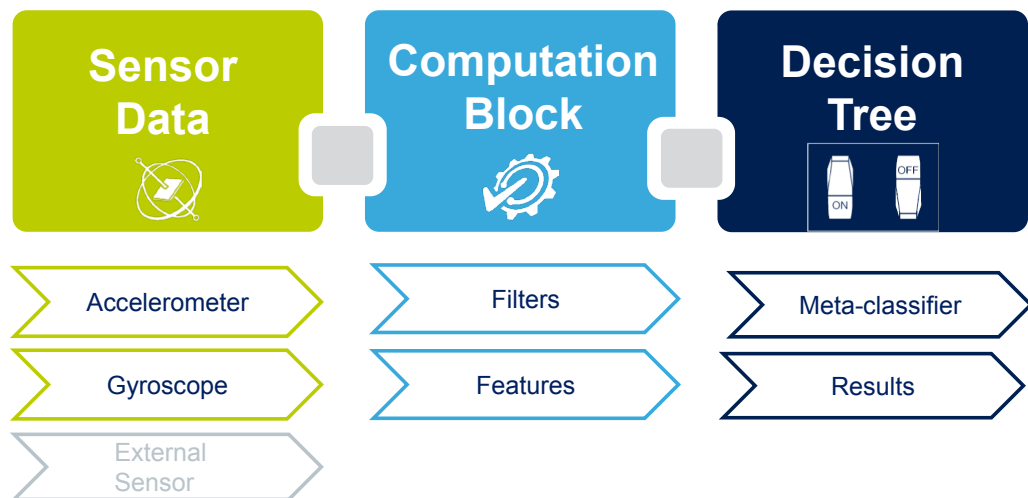 Sensor
Data
Computation
Block
Decision
Tree
ON
OFF
Accelerometer
Filters
Meta-classifier
Gyroscope
Features
Results
External
Sensor